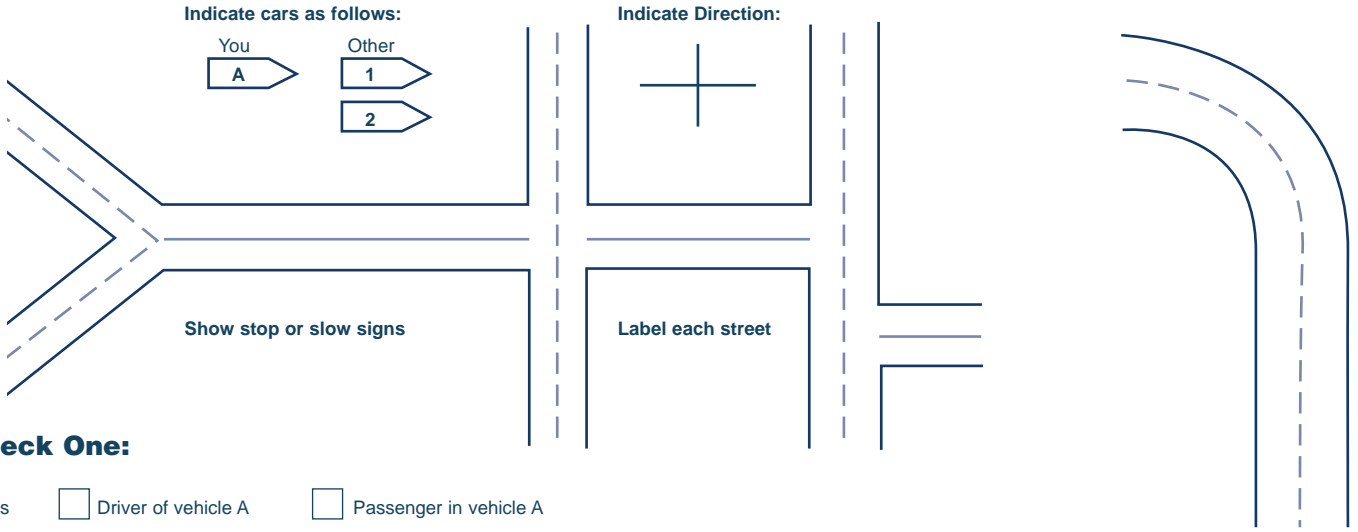 Indicate cars as follows:
Indicate Direction:
You
Other
A
1
2
Show stop or slow signs
Label each street
eck One:
s
Driver of vehicle A
Passenger in vehicle A